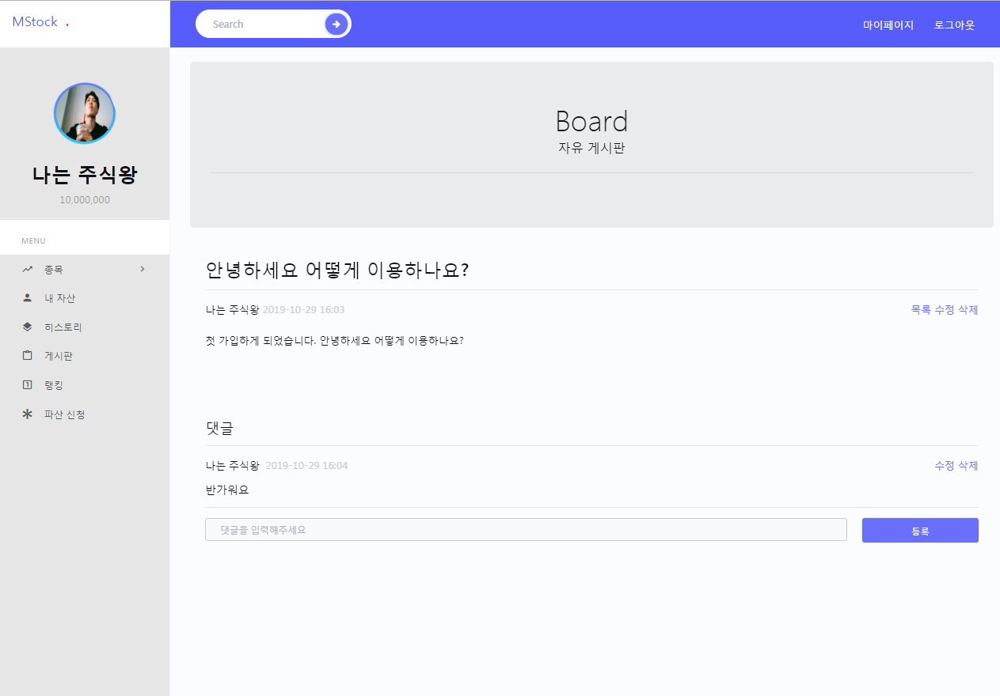 MStock .
Search
마이페이지 로그아웃
나는 주식왕
10,000,000
MENU
종목
내 자산
히스토리
게시판
랭킹
파산 신청
Board
자유 게시판
안녕하세요 어떻게 이용하나요?
나는 주식왕 2019-10-29 16:03
목록 수정 삭제
첫 가입하게 되었습니다. 안녕하세요 어떻게 이용하나요?
댓글
나는 주식왕 2019-10-29 16:04
수정 삭제
반가워요
댓글을 입력해주세요
등록